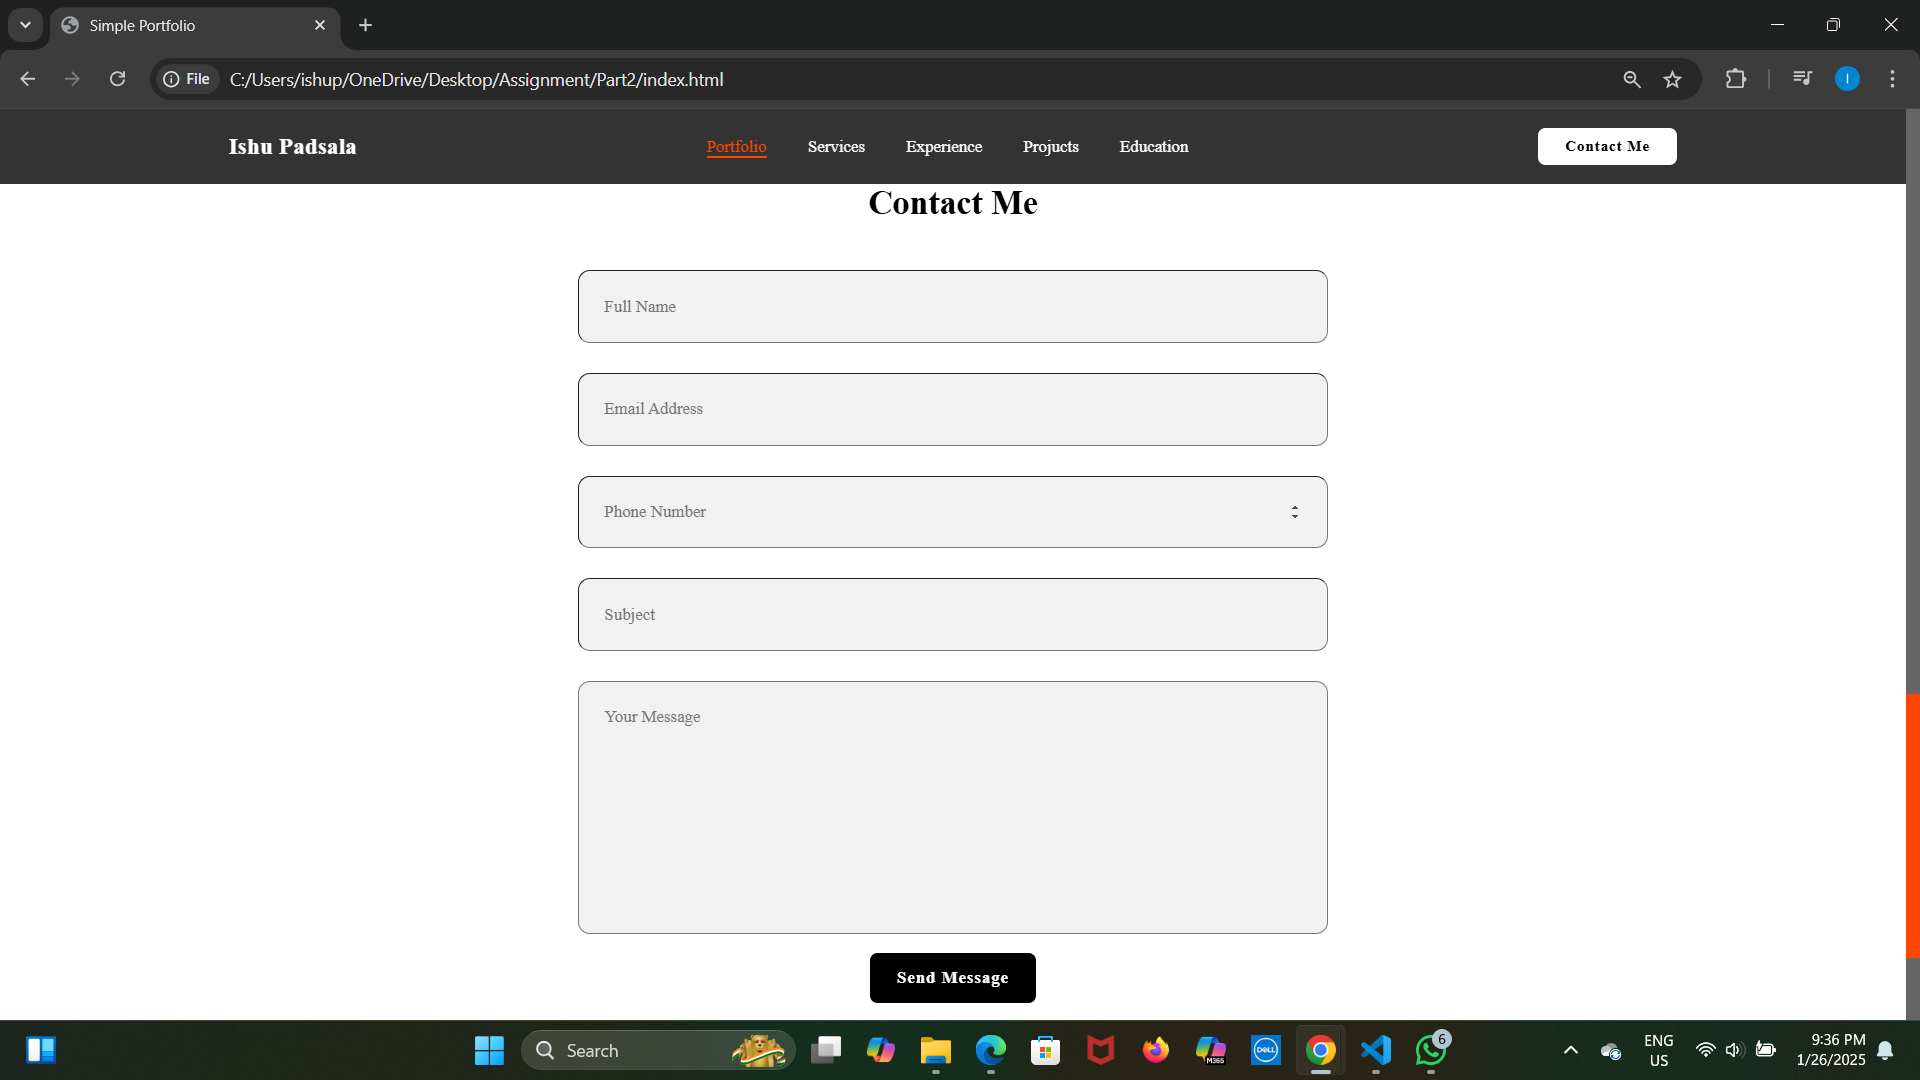 Simple Portfolio
File
C:/Users/ishup/OneDrive/Desktop/Assignment/Part2/index.html
I
Ishu Padsala
Portfolio
Services
Experience
Projucts
Education
Contact Me
Contact Me
Full Name
Email Address
Phone Number
Subject
Your Message
Send Message
Search
M365
DELL
6
ENG
US
9:36 PM
1/26/2025